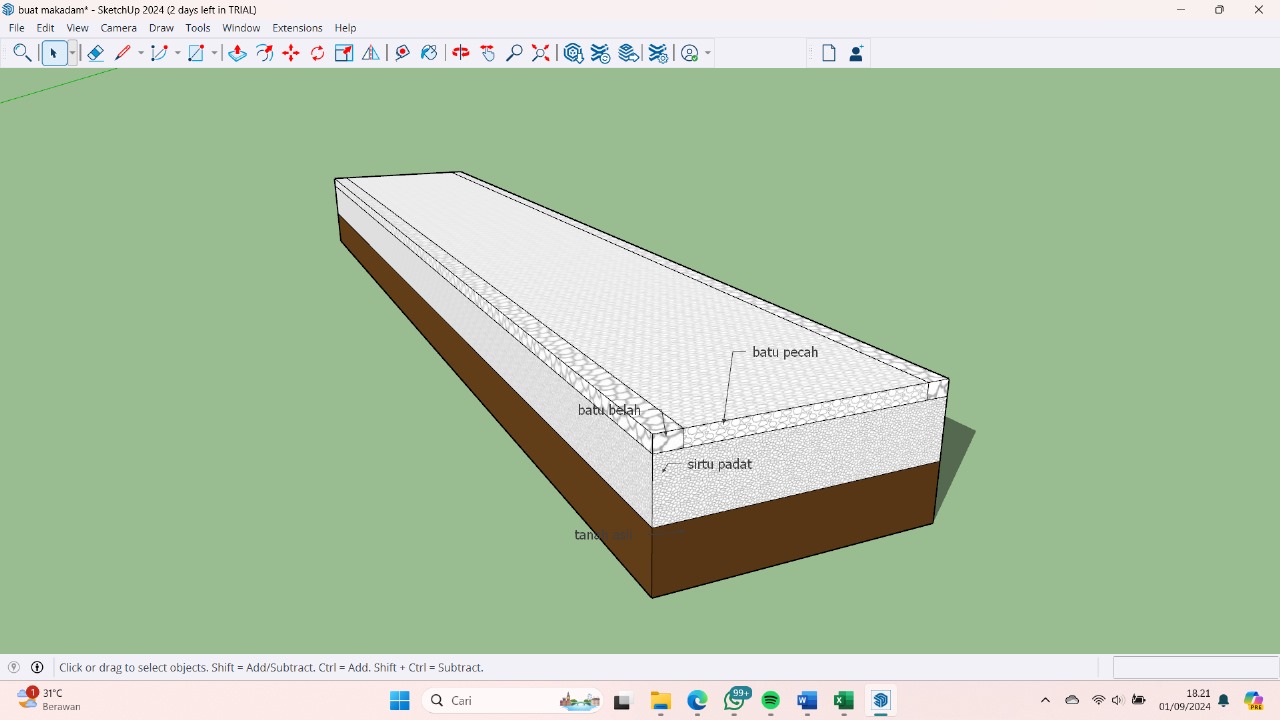 buat makadam* - SketchUp 2024 (2 days left in TRIAL)
File Edit View Camera Draw Tools Window Extensions Help
batu pecah
batu belah
sirtu padat
Click or drag to select objects. Shift = Add/Subtract. Ctrl = Add. Shift + Ctrl = Subtract.
1
31°C
Berawan
Cari
99+
PRE
18.21
01/09/2024